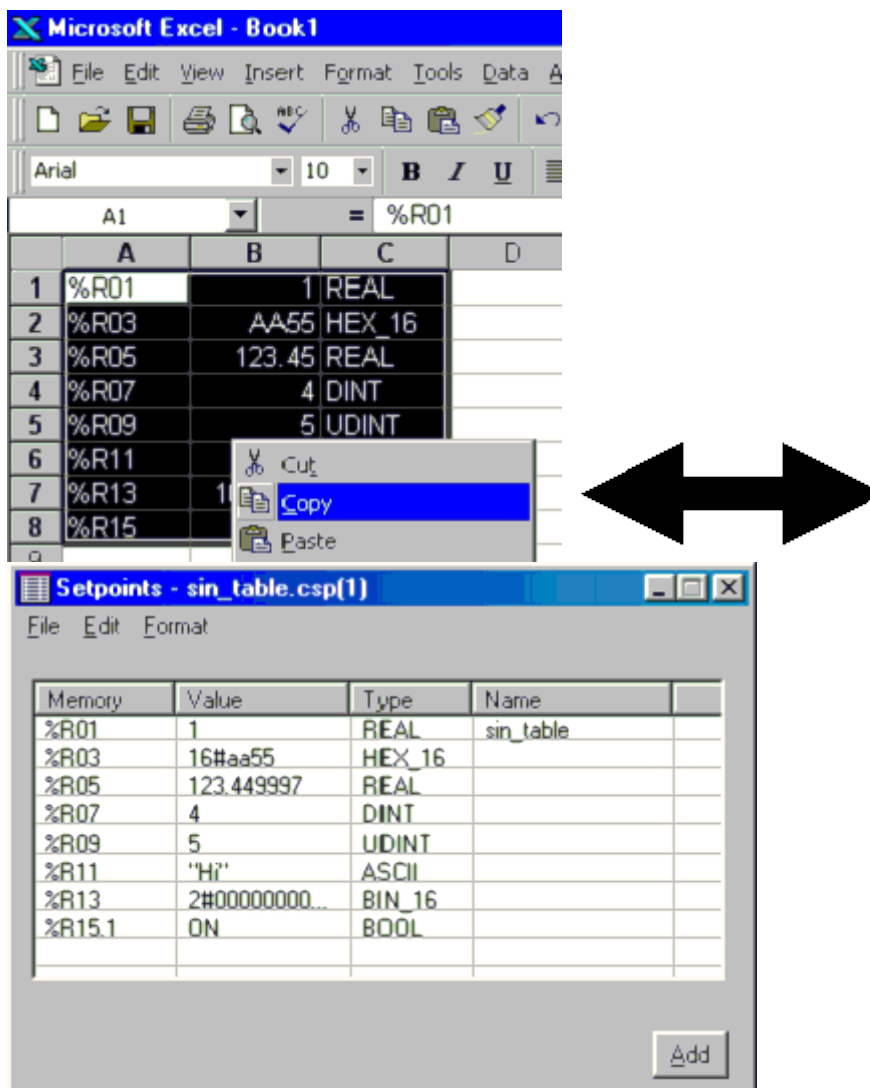 Microsoft Excel - Book1
File Edit View Insert Format Tools Data A
Arial 10 B I U
A1 = %R01
A B C D
1 %R01 1 REAL
2 %R03 AA55 HEX_16
3 %R05 123.45 REAL
4 %R07 4 DINT
5 %R09 5 UDINT
6 %R11 Cut
7 %R13 1 Copy
8 %R15 Paste
Setpoints - sin_table.csp(1)
File Edit Format
Memory Value Type Name
%R01 1 REAL sin_table
%R03 16#aa55 HEX_16
%R05 123.449997 REAL
%R07 4 DINT
%R09 5 UDINT
%R11 "Hi" ASCII
%R13 2#00000000... BIN_16
%R15.1 ON BOOL
Add